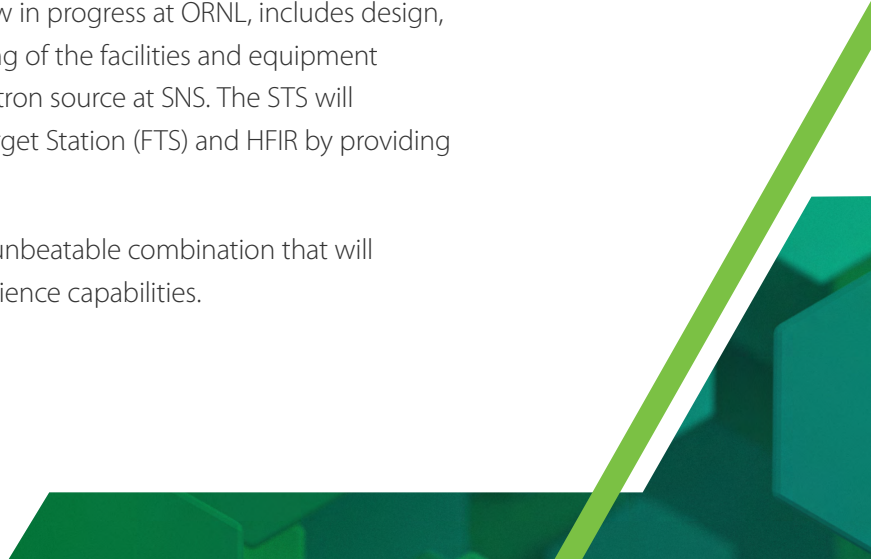 w in progress at ORNL, includes design,
ng of the facilities and equipment
tron source at SNS. The STS will
rget Station (FTS) and HFIR by providing
unbeatable combination that will
ience capabilities.